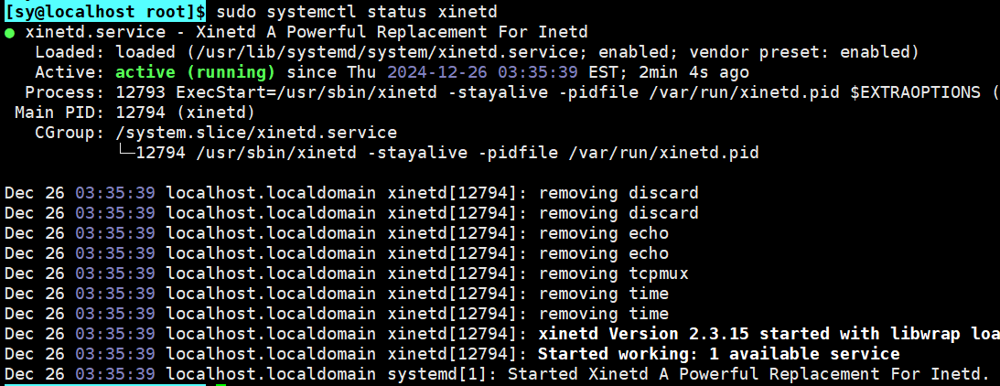 [sy@localhost root]$ sudo systemctl status xinetd
● xinetd.service - Xinetd A Powerful Replacement For Inetd
   Loaded: loaded (/usr/lib/systemd/system/xinetd.service; enabled; vendor preset: enabled)
   Active: active (running) since Thu 2024-12-26 03:35:39 EST; 2min 4s ago
  Process: 12793 ExecStart=/usr/sbin/xinetd -stayalive -pidfile /var/run/xinetd.pid $EXTRAOPTIONS (
 Main PID: 12794 (xinetd)
   CGroup: /system.slice/xinetd.service
           └─12794 /usr/sbin/xinetd -stayalive -pidfile /var/run/xinetd.pid
Dec 26 03:35:39 localhost.localdomain xinetd[12794]: removing discard
Dec 26 03:35:39 localhost.localdomain xinetd[12794]: removing discard
Dec 26 03:35:39 localhost.localdomain xinetd[12794]: removing echo
Dec 26 03:35:39 localhost.localdomain xinetd[12794]: removing echo
Dec 26 03:35:39 localhost.localdomain xinetd[12794]: removing tcpmux
Dec 26 03:35:39 localhost.localdomain xinetd[12794]: removing time
Dec 26 03:35:39 localhost.localdomain xinetd[12794]: removing time
Dec 26 03:35:39 localhost.localdomain xinetd[12794]: xinetd Version 2.3.15 started with libwrap loa
Dec 26 03:35:39 localhost.localdomain xinetd[12794]: Started working: 1 available service
Dec 26 03:35:39 localhost.localdomain systemd[1]: Started Xinetd A Powerful Replacement For Inetd.